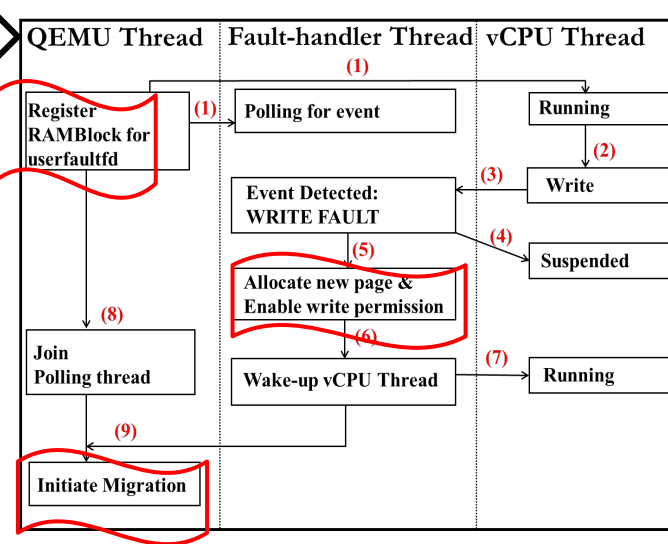 QEMU Thread
Fault-handler Thread
vCPU Thread
(1)
Register
RAMBlock for
userfaultfd
(1)
Polling for event
Running
(2)
(3)
Write
Event Detected:
WRITE FAULT
(4)
(5)
Suspended
Allocate new page &
Enable write permission
(8)
(6)
Join
Polling thread
Wake-up vCPU Thread
(7)
Running
(9)
Initiate Migration